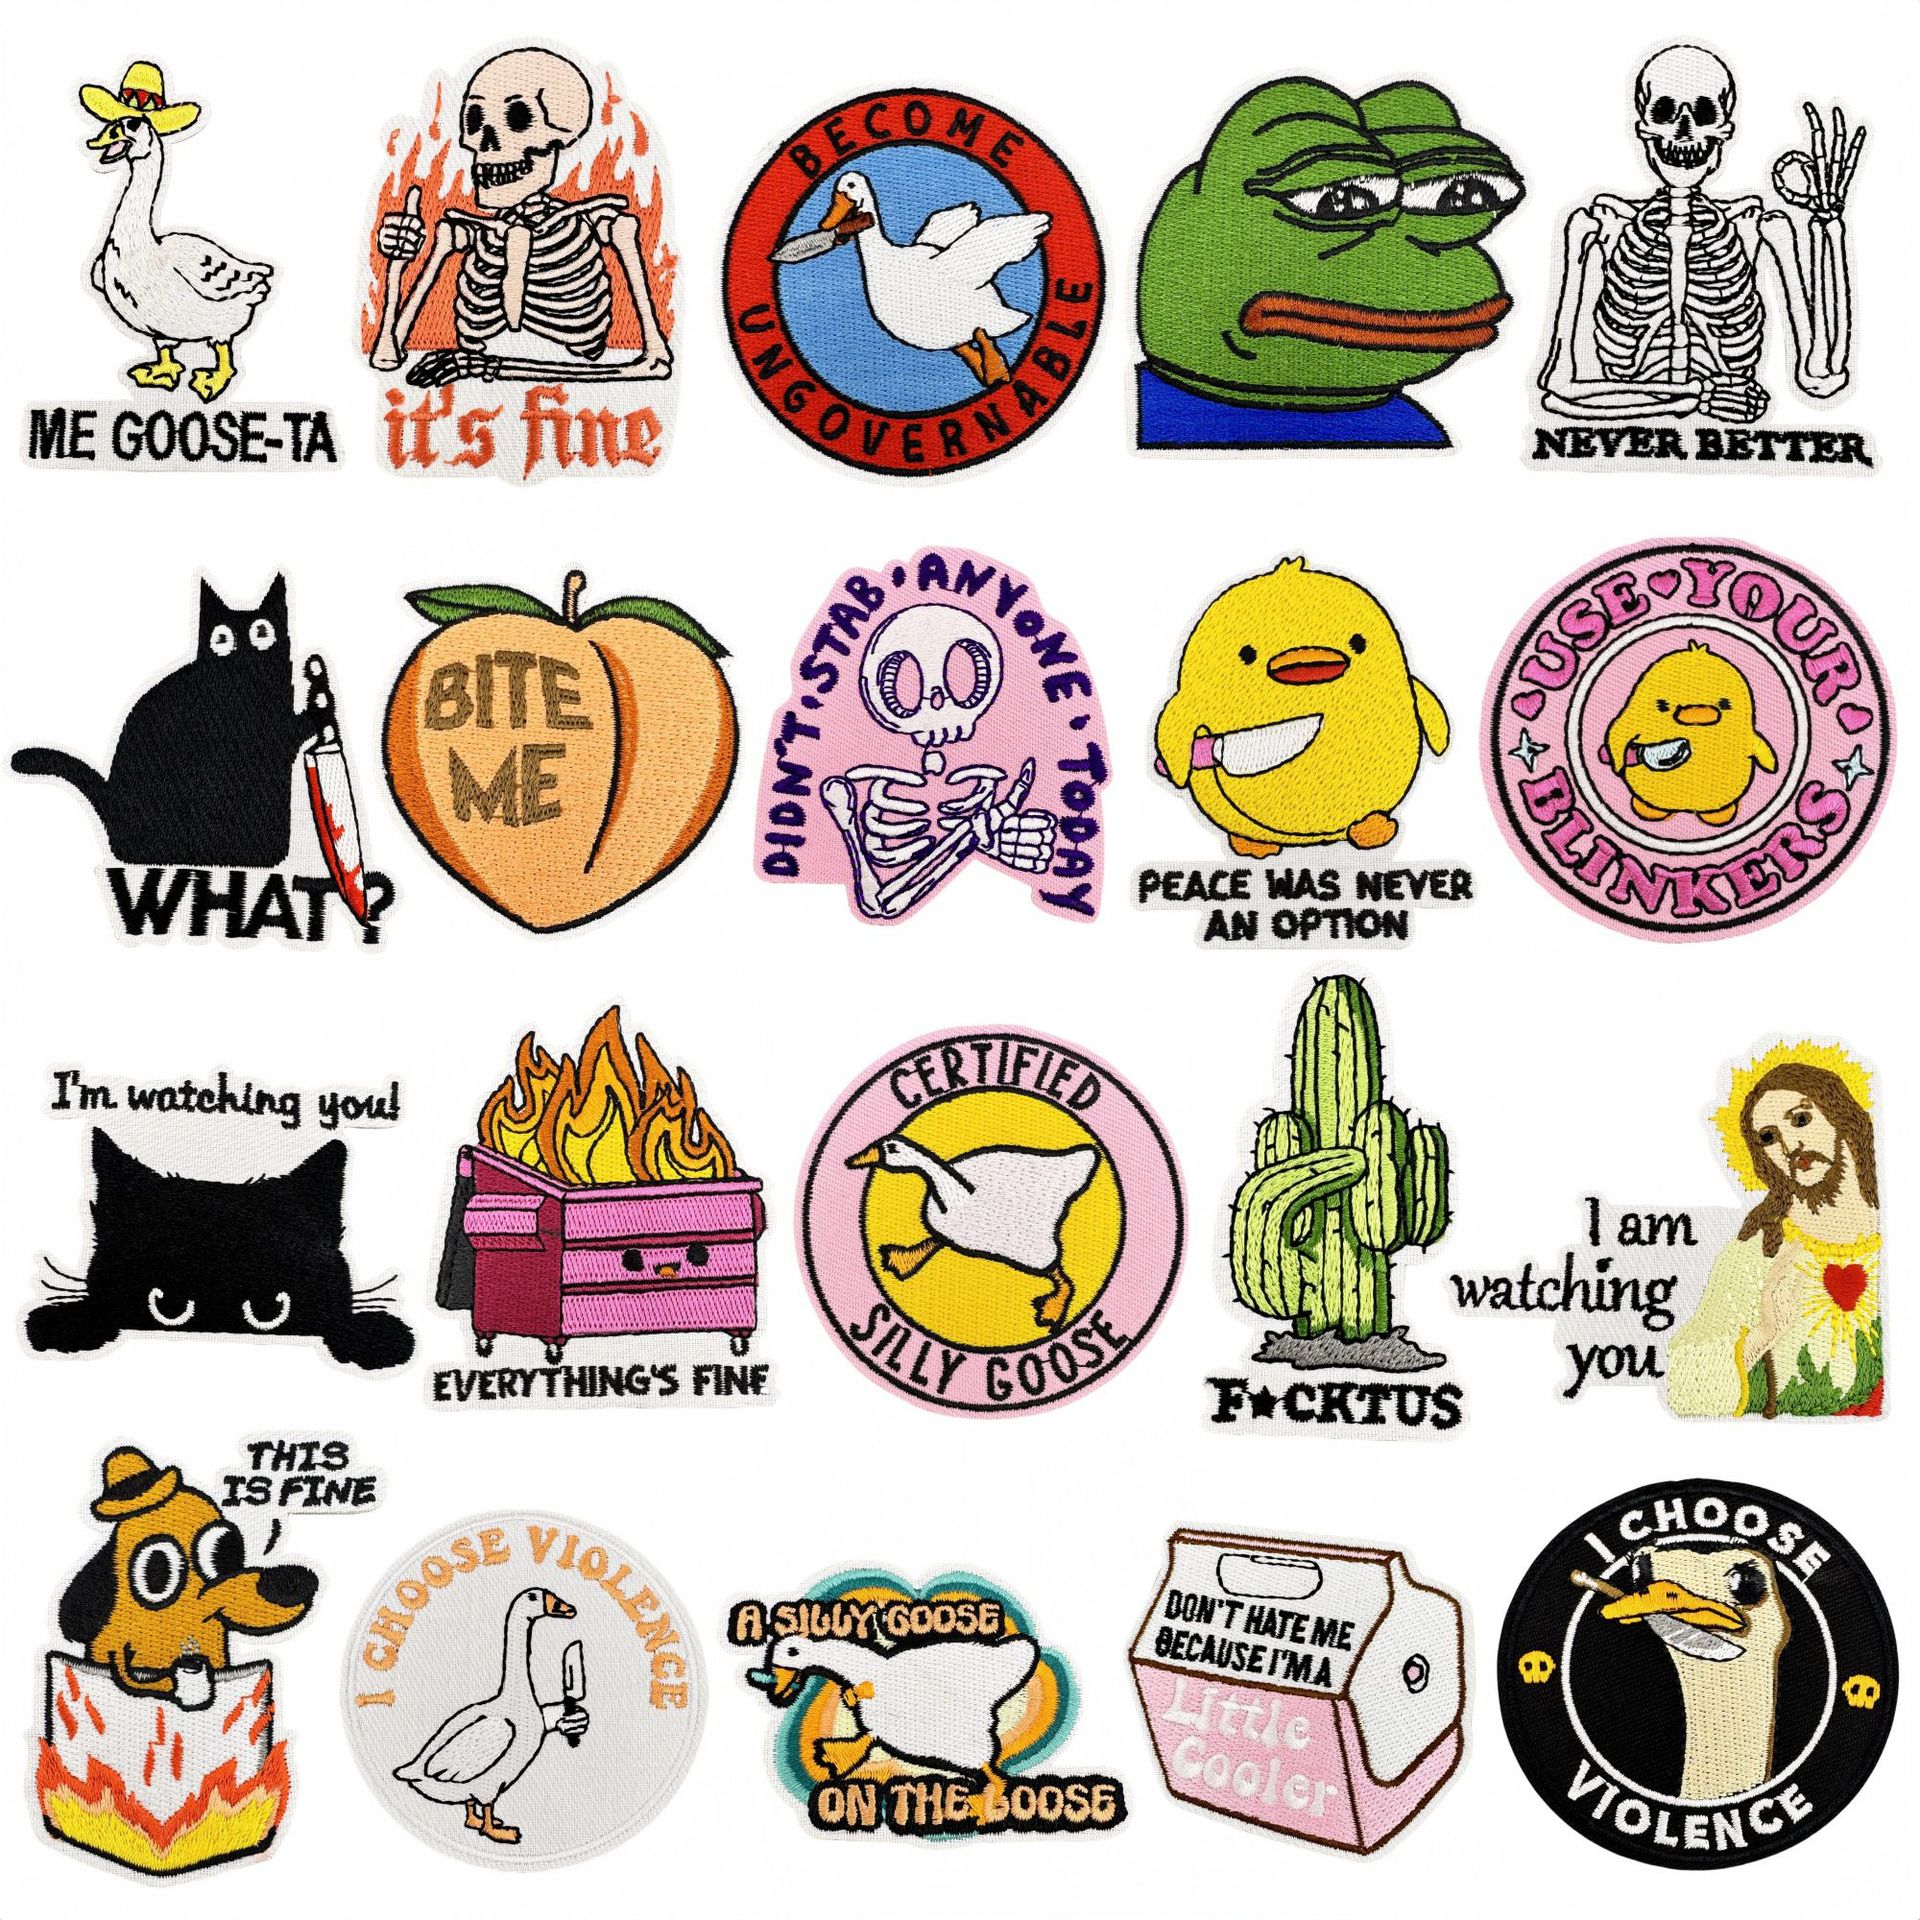 ME GOOSE-TA
it's fine
BECOME
UNGOVERNABLE
NEVER BETTER
WHAT?
BITE
ME
DIDN'T·STAB·ANYONE·TODAY
PEACE WAS NEVER
AN OPTION
USE♥YOUR
BLINKERS
I'm watching you!
EVERYTHING'S FINE
CERTIFIED
SILLY GOOSE
F★CKTUS
I am
watching
you
THIS
IS FINE
I CHOOSE VIOLENCE
A SILLY GOOSE
ON THE LOOSE
DON'T HATE ME
BECAUSE I'M A
Little
Cooler
I CHOOSE
VIOLENCE